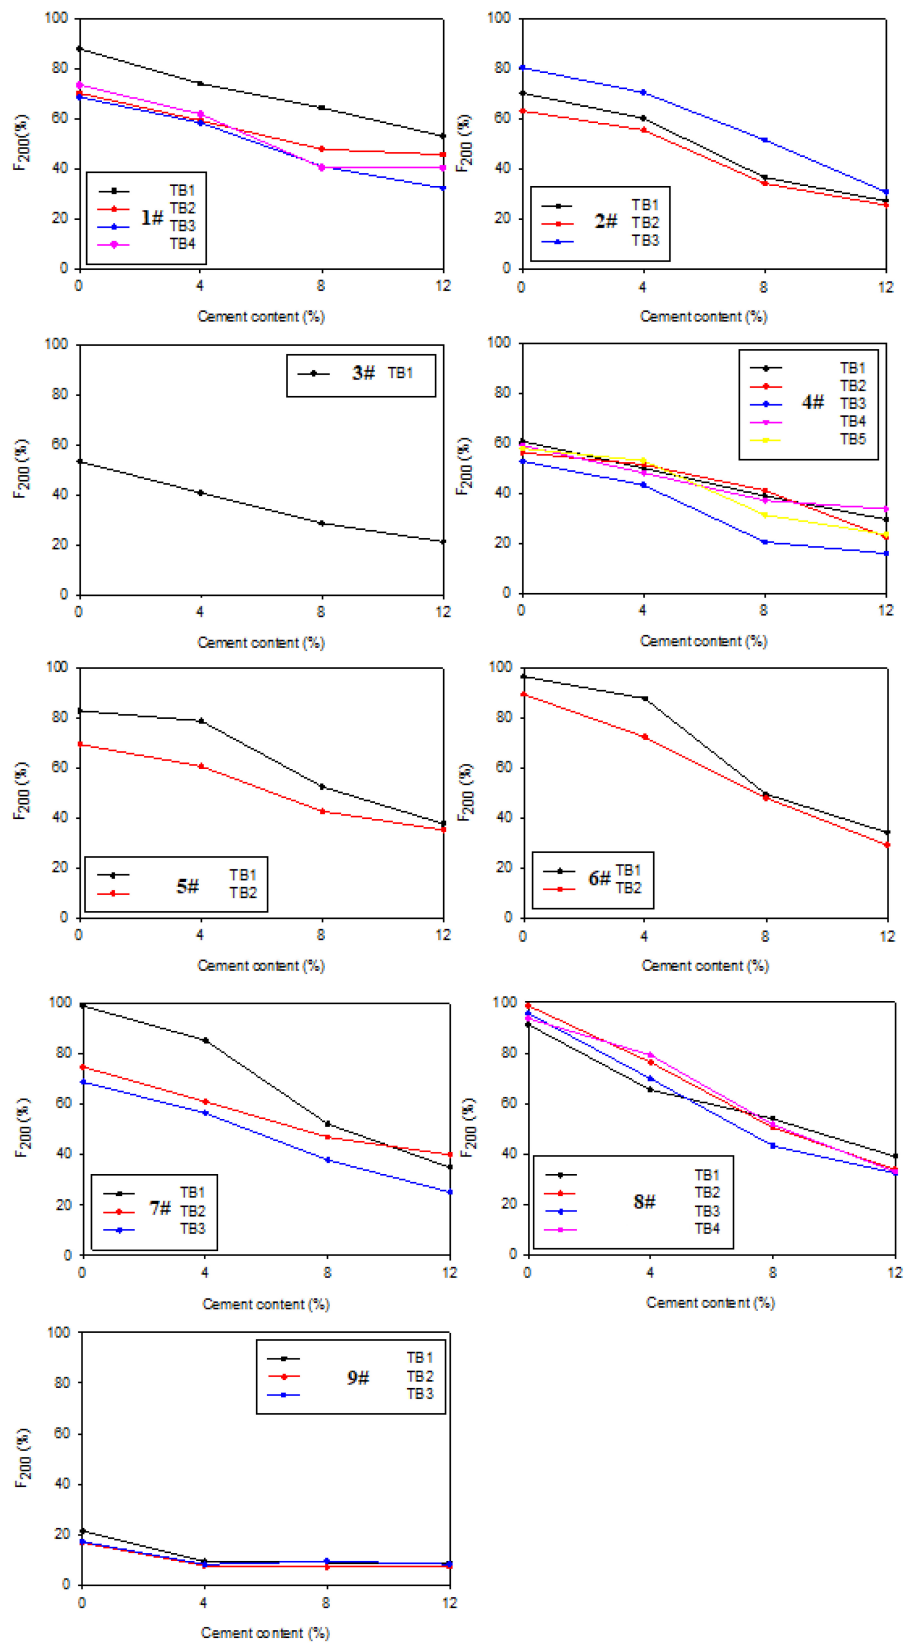 100
80
60
40
20
0
F200(%)
1#
TB1
TB2
TB3
TB4
0 4 8 12
Cement content (%)
100
80
60
40
20
0
F200 (%)
2#
TB1
TB2
TB3
0 4 8 12
Cement content (%)
100
80
60
40
20
0
F200 (%)
3# TB1
0 4 8 12
Cement content (%)
100
80
60
40
20
0
F200 (%)
4#
TB1
TB2
TB3
TB4
TB5
0 4 8 12
Cement content (%)
100
80
60
40
20
0
F200 (%)
5#
TB1
TB2
0 4 8 12
Cement content (%)
100
80
60
40
20
0
F200 (%)
6#
TB1
TB2
0 4 8 12
Cement content (%)
100
80
60
40
20
0
F200 (%)
7#
TB1
TB2
TB3
0 4 8 12
Cement content (%)
100
80
60
40
20
0
F200 (%)
8#
TB1
TB2
TB3
TB4
0 4 8 12
Cement content (%)
100
80
60
40
20
0
F200 (%)
9#
TB1
TB2
TB3
0 4 8 12
Cement content (%)